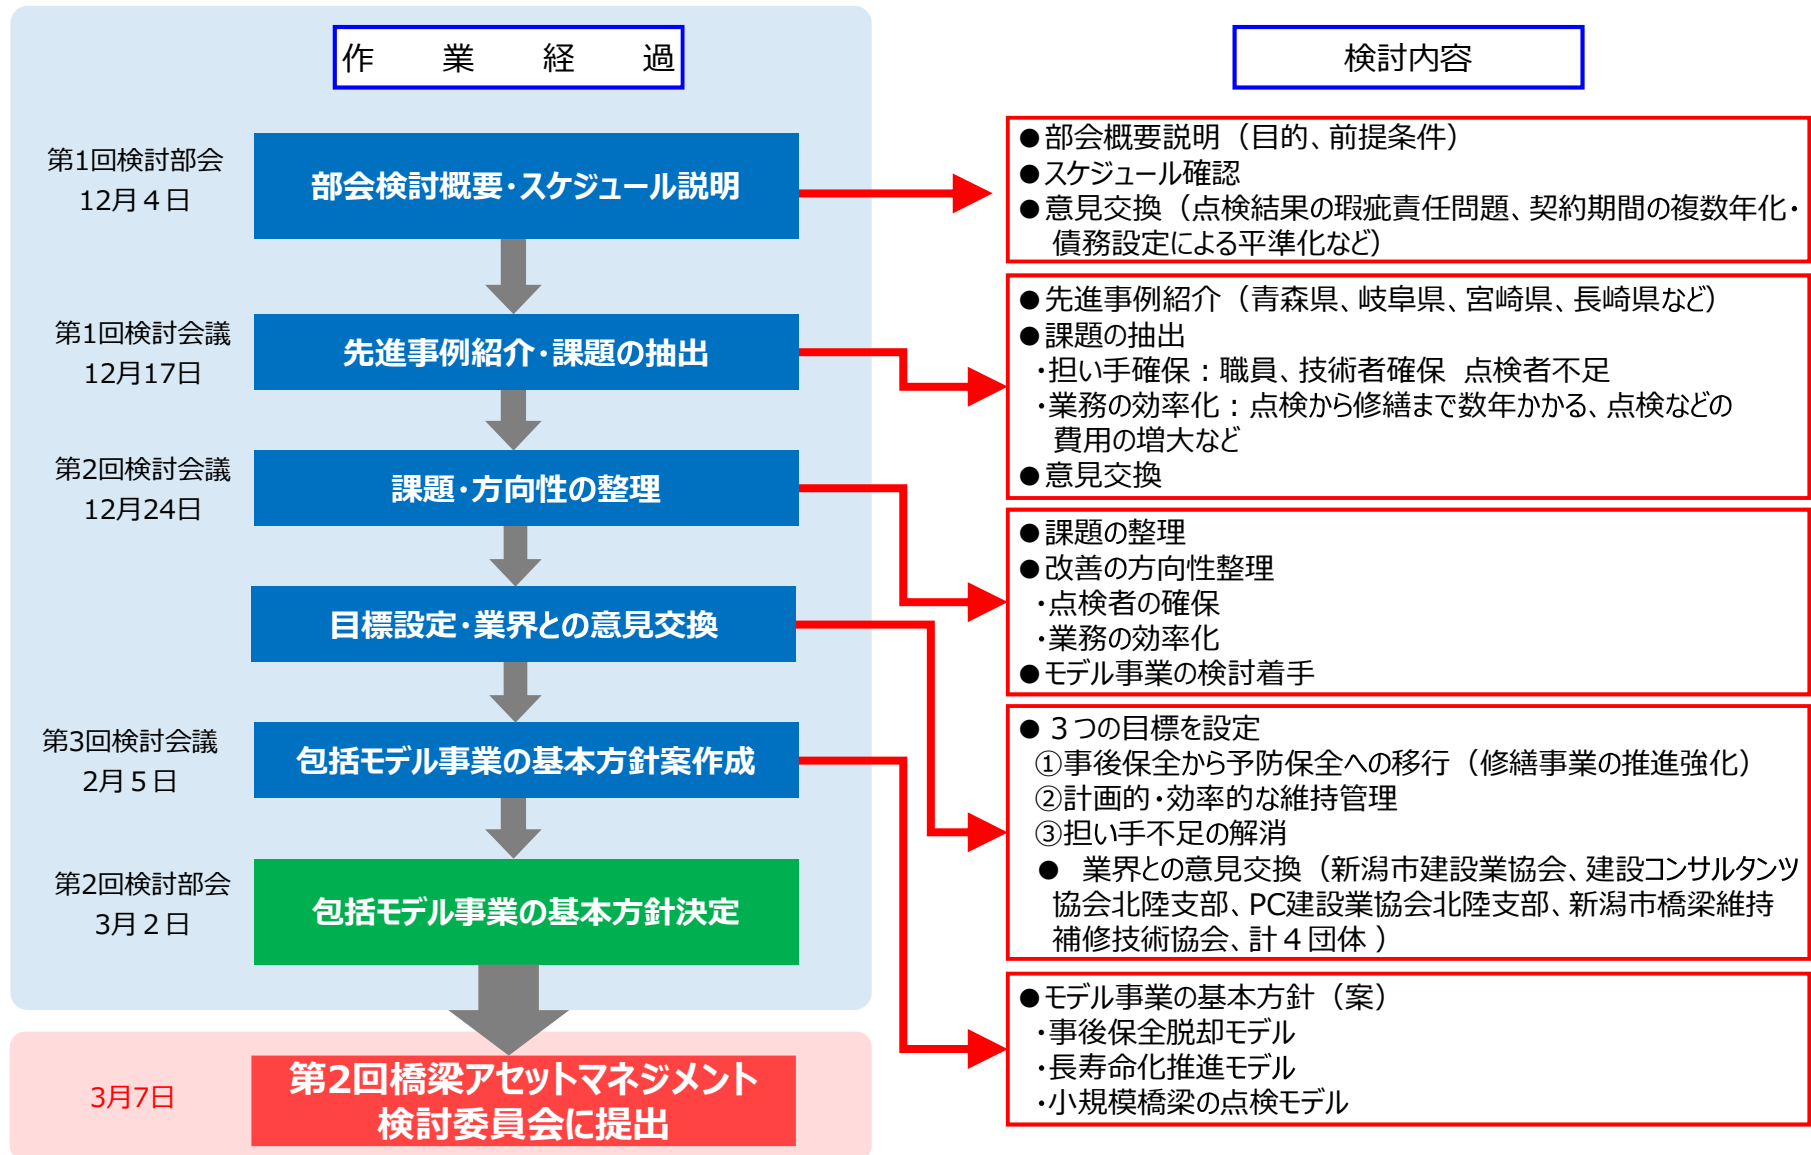 作業経過
第1回検討部会
12月４日
部会検討概要・スケジュール説明
第1回検討会議
12月17日
先進事例紹介・課題の抽出
第2回検討会議
12月24日
課題・方向性の整理
目標設定・業界との意見交換
第3回検討会議
2月５日
包括モデル事業の基本方針案作成
第2回検討部会
3月２日
包括モデル事業の基本方針決定
3月7日
第2回橋梁アセットマネジメント
検討委員会に提出
検討内容
●部会概要説明（目的、前提条件）
●スケジュール確認
●意見交換（点検結果の瑕疵責任問題、契約期間の複数年化・
債務設定による平準化など）
●先進事例紹介（青森県、岐阜県、宮崎県、長崎県など）
●課題の抽出
・担い手確保：職員、技術者確保 点検者不足
・業務の効率化：点検から修繕まで数年かかる、点検などの
費用の増大など
●意見交換
●課題の整理
●改善の方向性整理
・点検者の確保
・業務の効率化
●モデル事業の検討着手
●３つの目標を設定
①事後保全から予防保全への移行（修繕事業の推進強化）
②計画的・効率的な維持管理
③担い手不足の解消
● 業界との意見交換（新潟市建設業協会、建設コンサルタンツ
協会北陸支部、PC建設業協会北陸支部、新潟市橋梁維持
補修技術協会、計４団体 ）
●モデル事業の基本方針（案）
・事後保全脱却モデル
・長寿命化推進モデル
・小規模橋梁の点検モデル